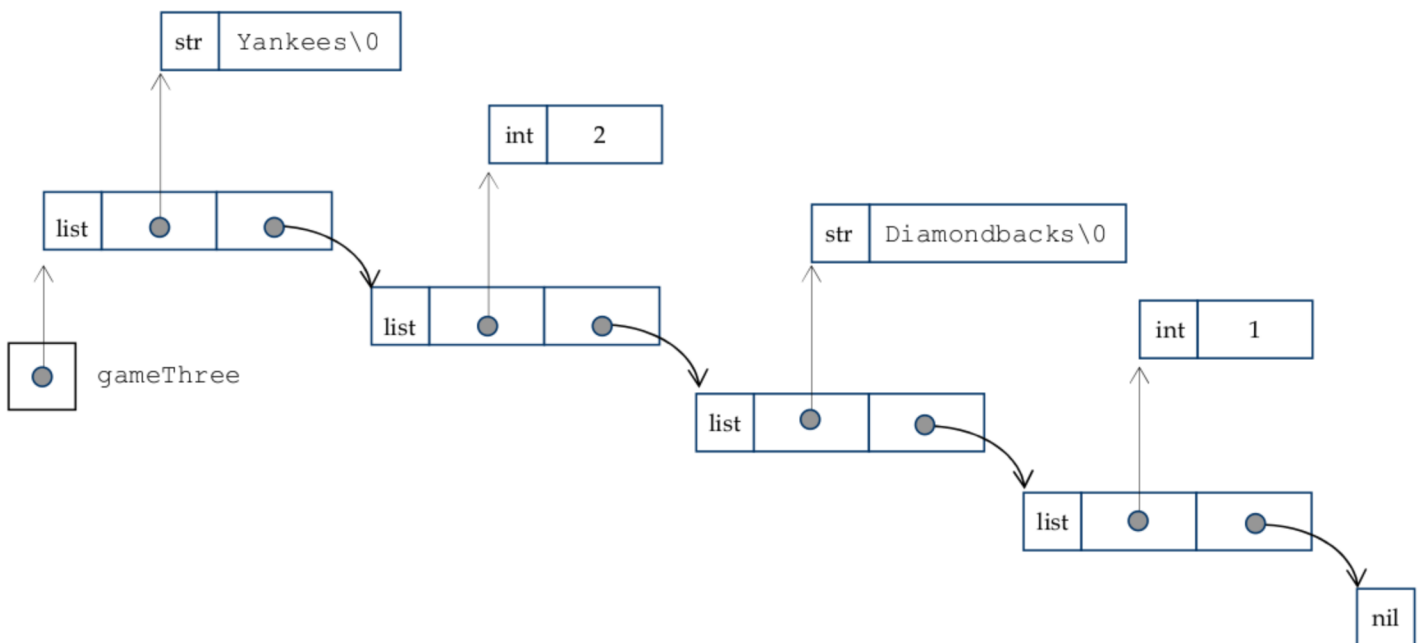 str Yankees\0
int 2
list
str Diamondbacks\0
list
int 1
gameThree
list
list
nil